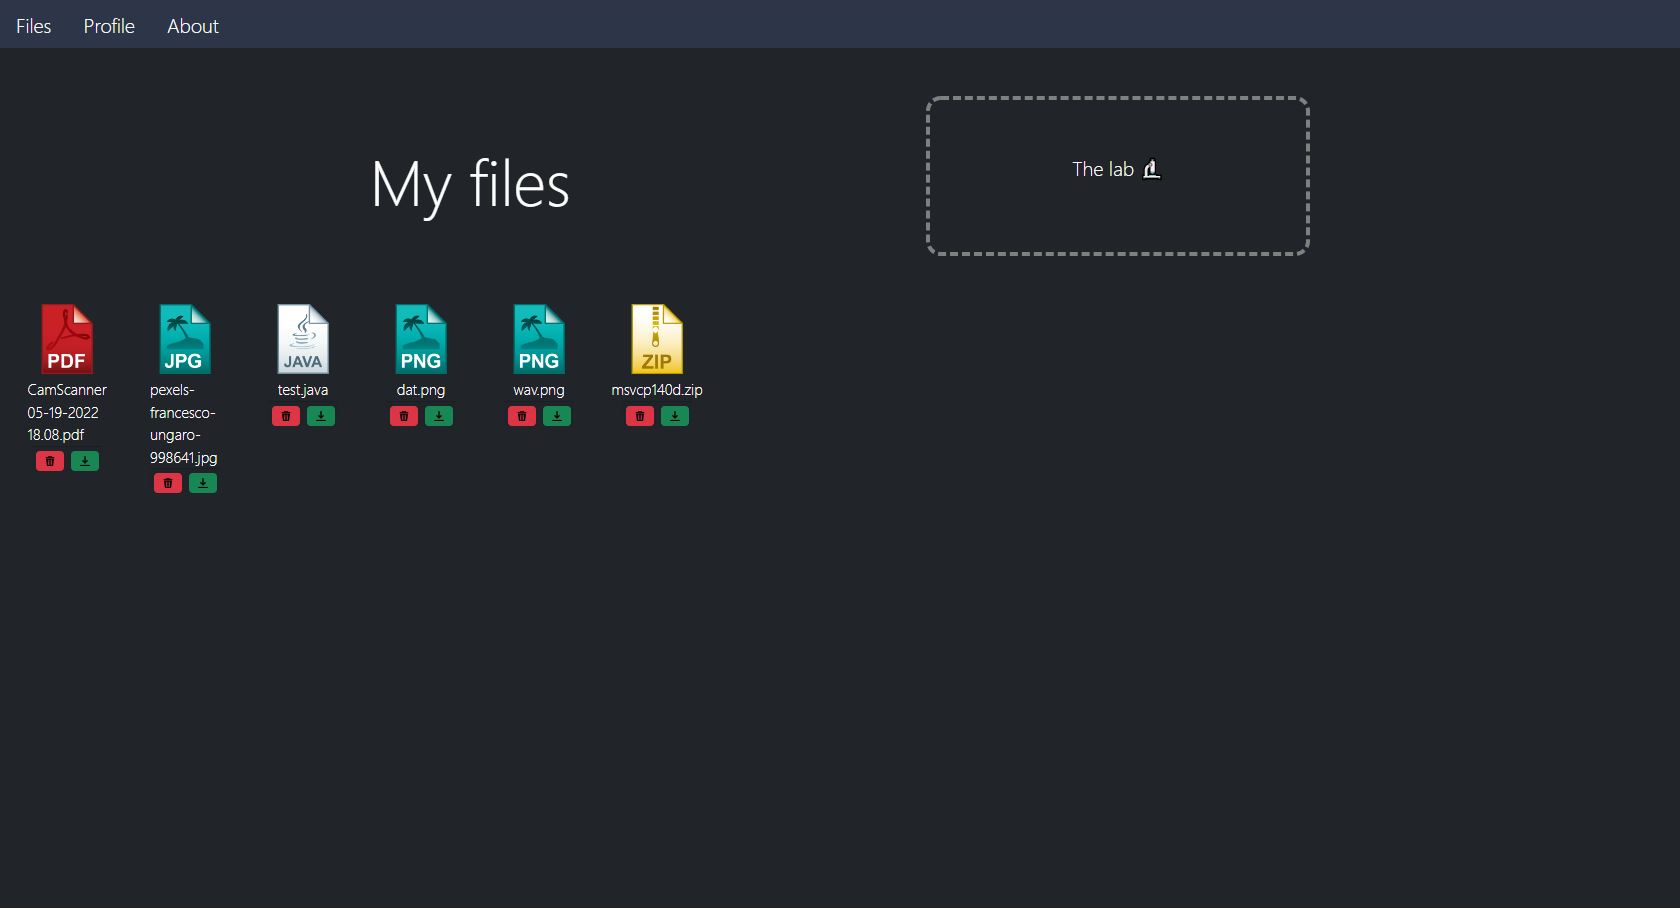 Files Profile About
My files
The lab
PDF
JPG
JAVA
PNG
PNG
ZIP
CamScanner
05-19-2022
18.08.pdf
pexels-
francesco-
ungaro-
998641.jpg
test.java
dat.png
wav.png
msvcp140d.zip